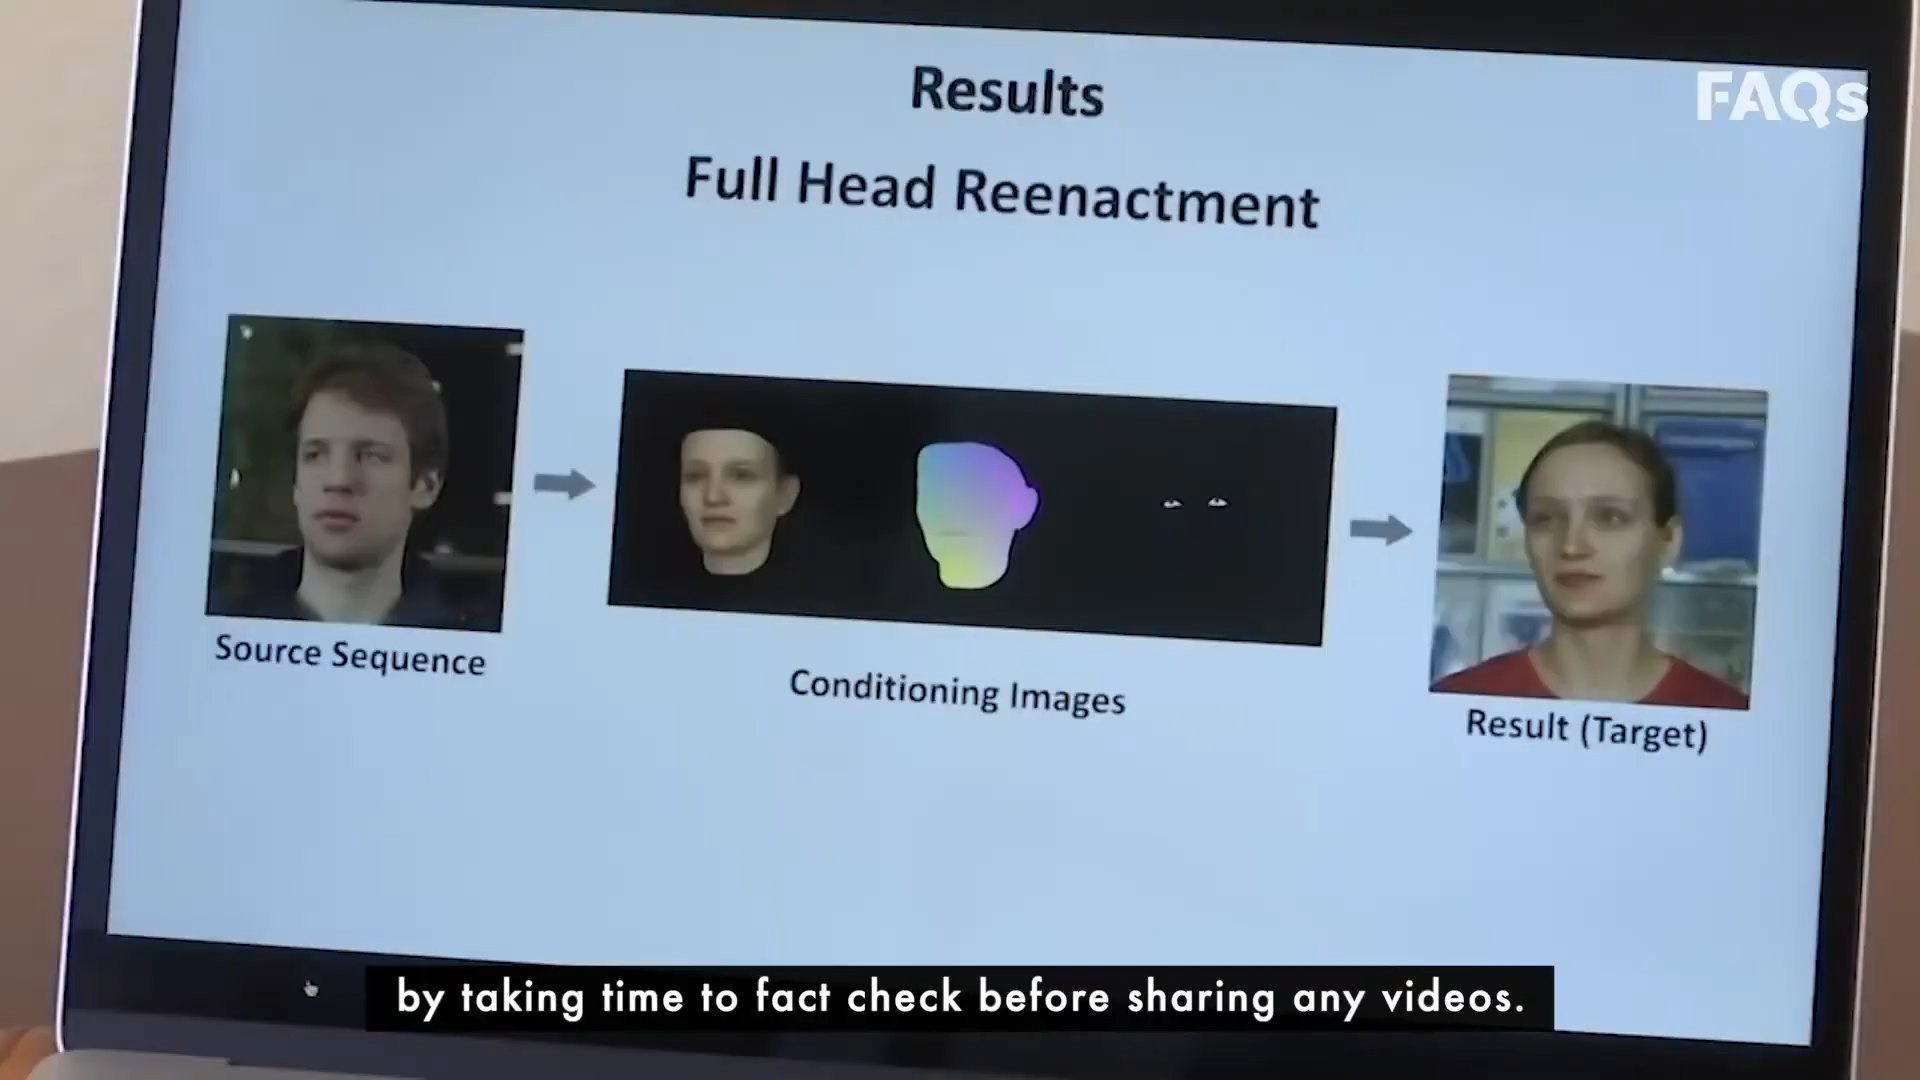 FAQs
Results
Full Head Reenactment
Source Sequence
Conditioning Images
Result (Target)
by taking time to fact check before sharing any videos.